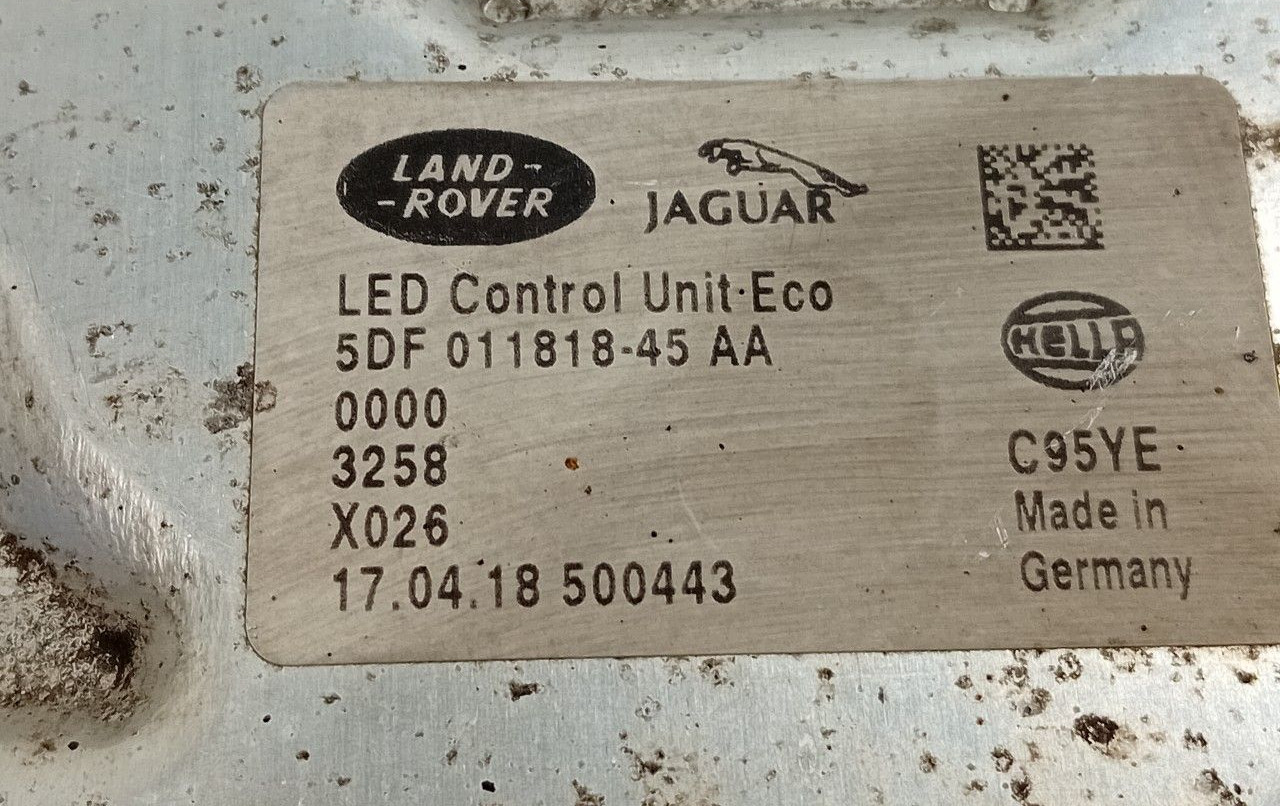 LAND-
-ROVER
JAGUAR
LED Control Unit-Eco
5DF 011818-45 AA
HELLA
0000
3258
C95YE
X026
Made in
17.04.18 500443
Germany